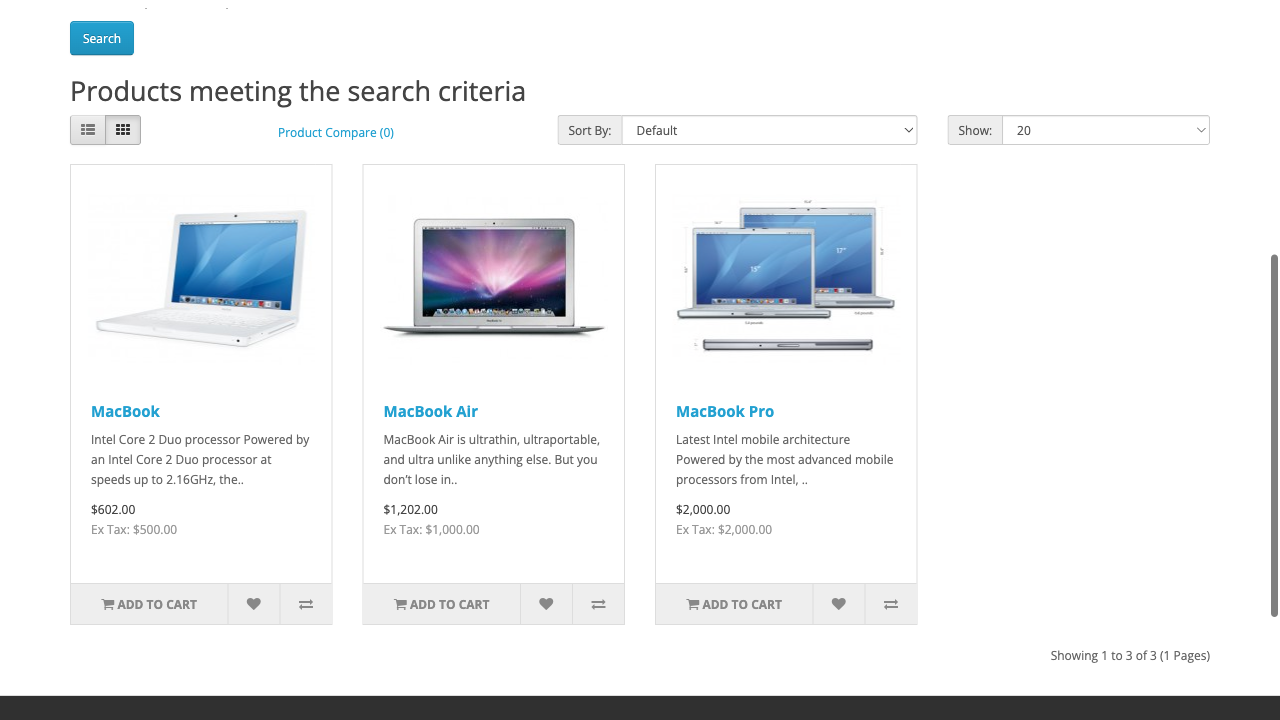 Search
Products meeting the search criteria
Product Compare (0)
Sort By:
Default
Show:
20
15"
17"
MacBook
Intel Core 2 Duo processor Powered by
an Intel Core 2 Duo processor at
speeds up to 2.16GHz, the..
$602.00
Ex Tax: $500.00
ADD TO CART
MacBook Air
MacBook Air is ultrathin, ultraportable,
and ultra unlike anything else. But you
don’t lose in..
$1,202.00
Ex Tax: $1,000.00
ADD TO CART
MacBook Pro
Latest Intel mobile architecture
Powered by the most advanced mobile
processors from Intel, ..
$2,000.00
Ex Tax: $2,000.00
ADD TO CART
Showing 1 to 3 of 3 (1 Pages)